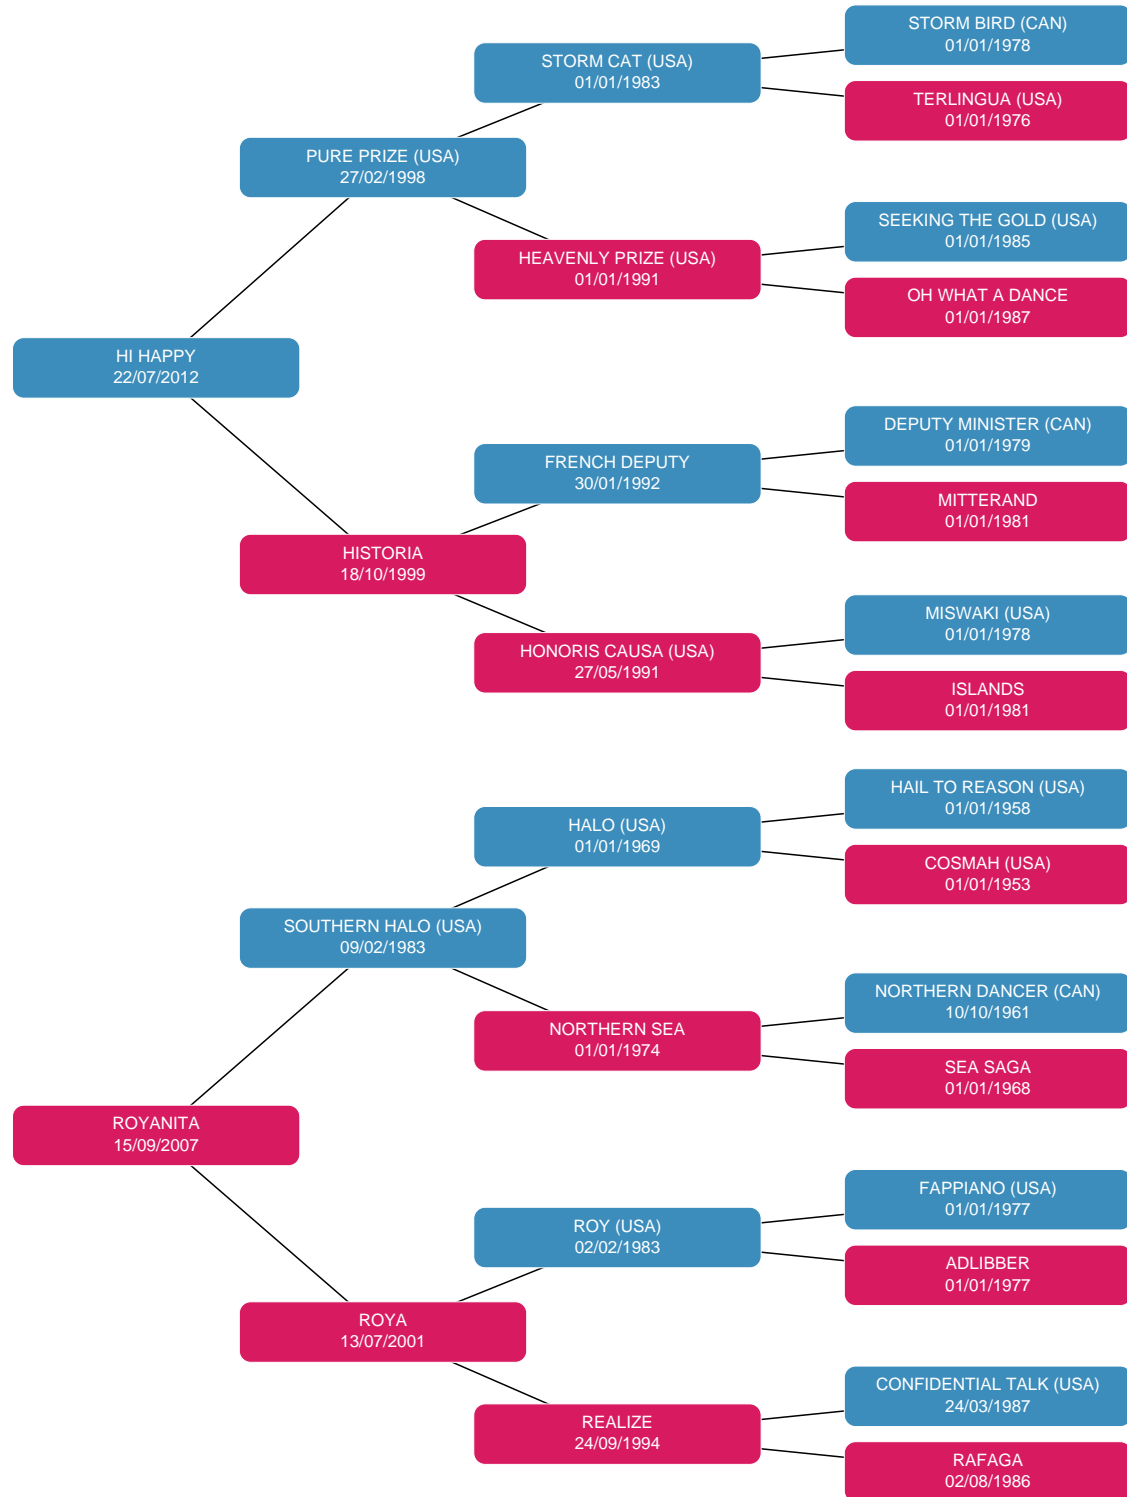 STORM BIRD (CAN)
01/01/1978
STORM CAT (USA)
01/01/1983
TERLINGUA (USA)
01/01/1976
PURE PRIZE (USA)
27/02/1998
SEEKING THE GOLD (USA)
01/01/1985
HEAVENLY PRIZE (USA)
01/01/1991
OH WHAT A DANCE
01/01/1987
HI HAPPY
22/07/2012
DEPUTY MINISTER (CAN)
01/01/1979
FRENCH DEPUTY
30/01/1992
MITTERAND
01/01/1981
HISTORIA
18/10/1999
MISWAKI (USA)
01/01/1978
HONORIS CAUSA (USA)
27/05/1991
ISLANDS
01/01/1981
HAIL TO REASON (USA)
01/01/1958
HALO (USA)
01/01/1969
COSMAH (USA)
01/01/1953
SOUTHERN HALO (USA)
09/02/1983
NORTHERN DANCER (CAN)
10/10/1961
NORTHERN SEA
01/01/1974
SEA SAGA
01/01/1968
ROYANITA
15/09/2007
FAPPIANO (USA)
01/01/1977
ROY (USA)
02/02/1983
ADLIBBER
01/01/1977
ROYA
13/07/2001
CONFIDENTIAL TALK (USA)
24/03/1987
REALIZE
24/09/1994
RAFAGA
02/08/1986